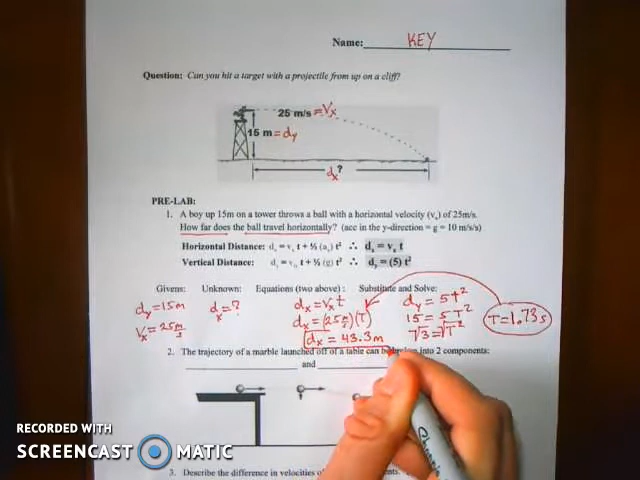 Name: KEY
Question: Can you hit a target with a projectile from up on a cliff?
25 m/s = Vx
15 m = dy
dx?
PRE-LAB:
1. A boy up 15m on a tower throws a ball with a horizontal velocity (vx) of 25m/s.
How far does the ball travel horizontally? (acc in the y-direction = g = 10 m/s/s)
Horizontal Distance: dx = vx t + ½ (ax) t² ∴ dx = vx t
Vertical Distance: t + ½ (g) t² ∴ dy = (5) t²
Givens: Unknown: Equations (two above) : Substitute and Solve:
dy = 15m dx = ? dx = Vxt dy = 5t²
Vx = 25 m/s dx = (25 m/s)(T) 15 = 5T² T = 1.73 s
dx = 43.3m √3 = √T²
2. The trajectory of a marble launched off of a table can be into 2 components:
and
RECORDED WITH
SCREENCAST MATIC
3. Describe the difference in velocities